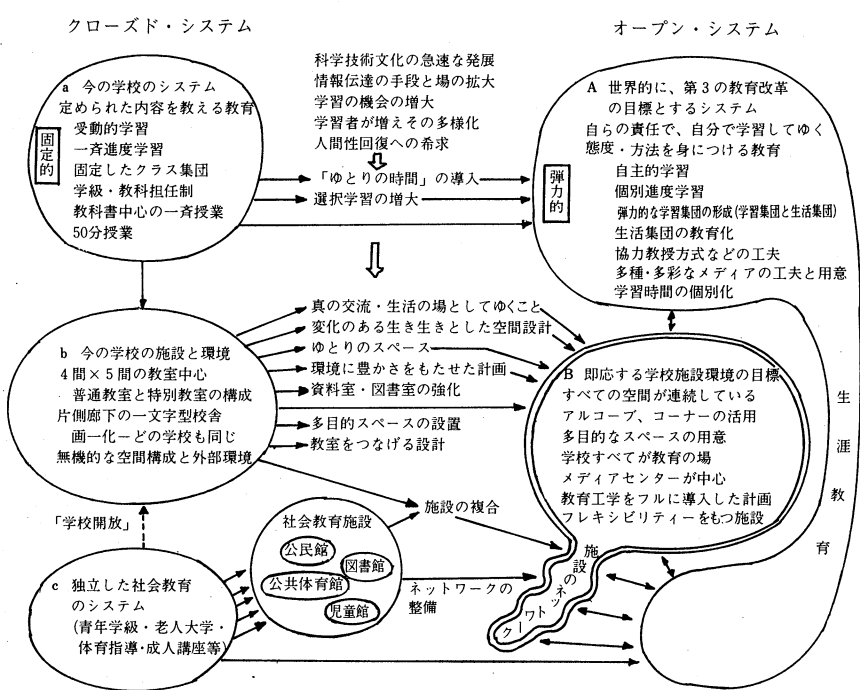 クローズド・システム
オープン・システム
a 今の学校のシステム
定められた内容を教える教育
受動的学習
一斉進度学習
固定したクラス集団
学級・教科担任制
教科書中心の一斉授業
50分授業
固定的
科学技術文化の急速な発展
情報伝達の手段と場の拡大
学習の機会の増大
学習者が増えその多様化
人間性回復への希求
「ゆとりの時間」の導入
選択学習の増大
A 世界的に、第3の教育改革
の目標とするシステム
自らの責任で、自分で学習してゆく
態度・方法を身につける教育
自主的学習
個別進度学習
弾力的な学習集団の形成(学習集団と生活集団)
生活集団の教育化
協力教授方式などの工夫
多種・多彩なメディアの工夫と用意
学習時間の個別化
弾力的
b 今の学校の施設と環境
4間×5間の教室中心
普通教室と特別教室の構成
片側廊下の一文字型校舎
画一化―どの学校も同じ
無機的な空間構成と外部環境
真の交流・生活の場としてゆくこと
変化のある生き生きとした空間設計
ゆとりのスペース
環境に豊かさをもたせた計画
資料室・図書室の強化
多目的スペースの設置
教室をつなげる設計
B 即応する学校施設環境の目標
すべての空間が連続している
アルコーブ、コーナーの活用
多目的なスペースの用意
学校すべてが教育の場
メディアセンターが中心
教育工学をフルに導入した計画
フレキシビリティーをもつ施設
生涯教育
「学校開放」
c 独立した社会教育
のシステム
(青年学級・老人大学・
体育指導・成人講座等)
社会教育施設
公民館
図書館
公共体育館
児童館
施設の複合
ネットワークの
整備
施設のネットワーク